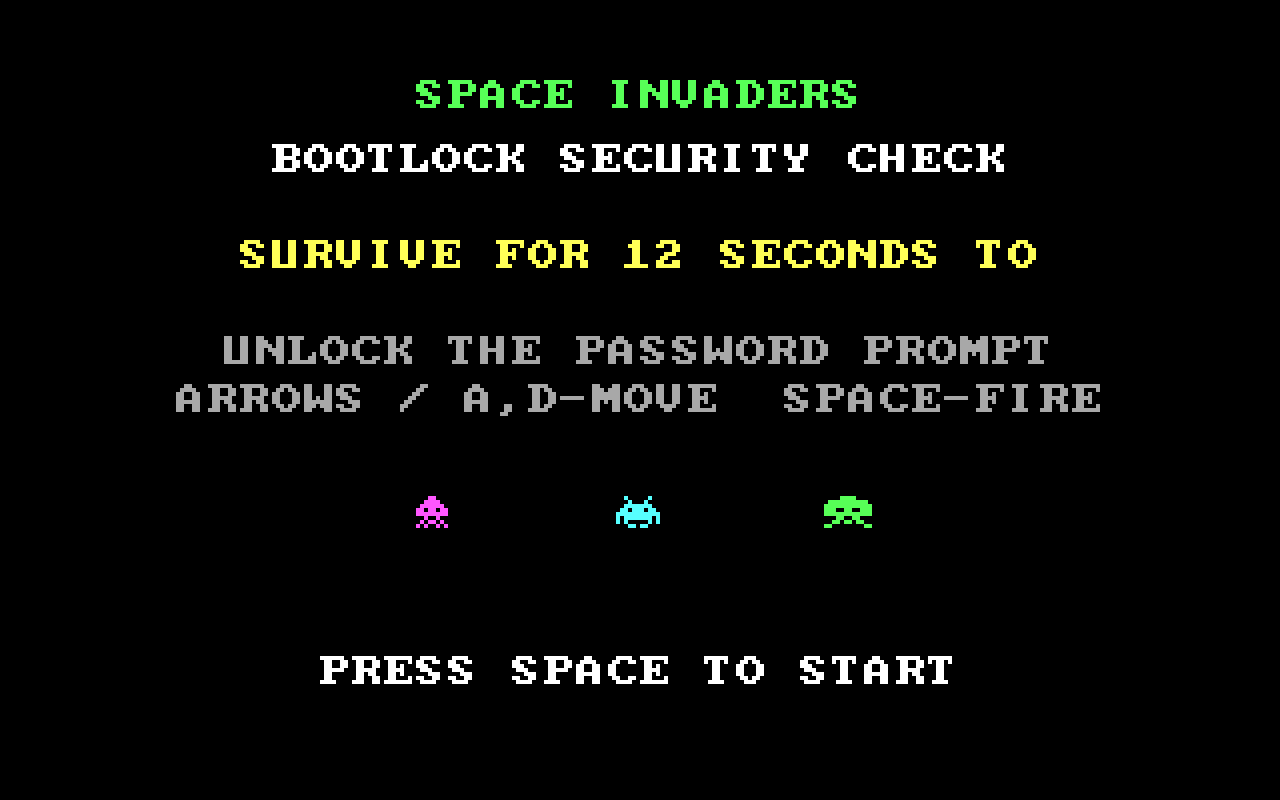 SPACE INVADERS
BOOTLOCK SECURITY CHECK
SURVIVE FOR 12 SECONDS TO
UNLOCK THE PASSWORD PROMPT
ARROWS / A,D-MOVE  SPACE-FIRE
PRESS SPACE TO START